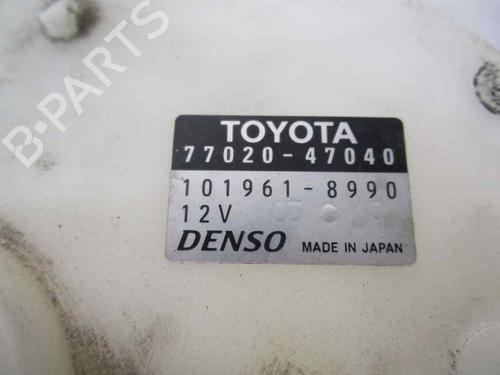 B-PARTS
TOYOTA
77020-47040
101961-8990
12V
DENSO MADE IN JAPAN